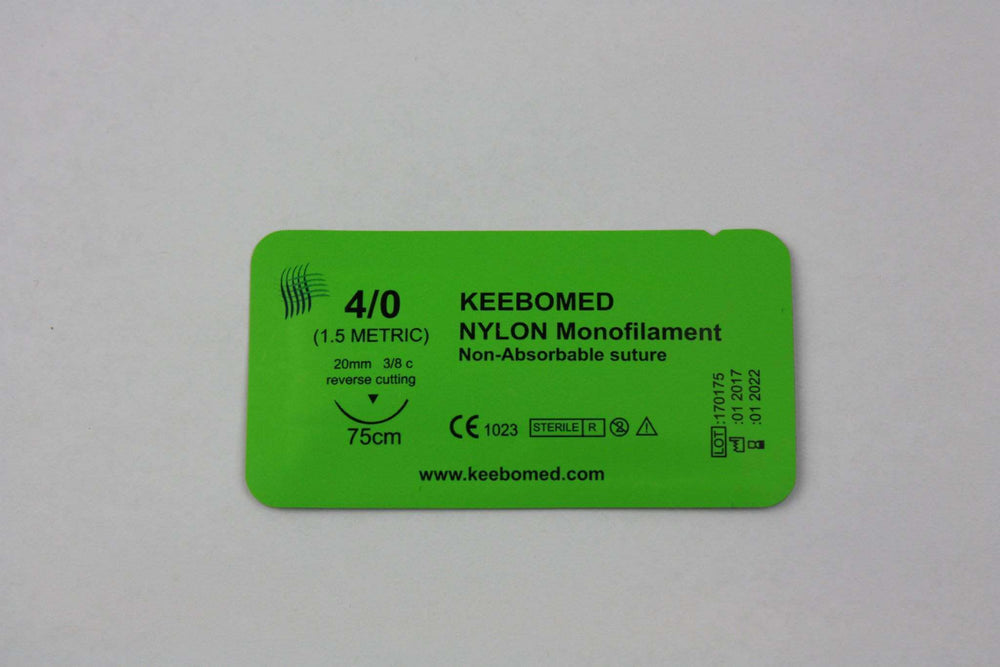 4/0
(1.5 METRIC)
20mm 3/8 c
reverse cutting
75cm
KEEBOMED
NYLON Monofilament
Non-Absorbable suture
CE 1023 STERILE R 2
www.keebomed.com
LOT :170175
:01 2017
:01 2022